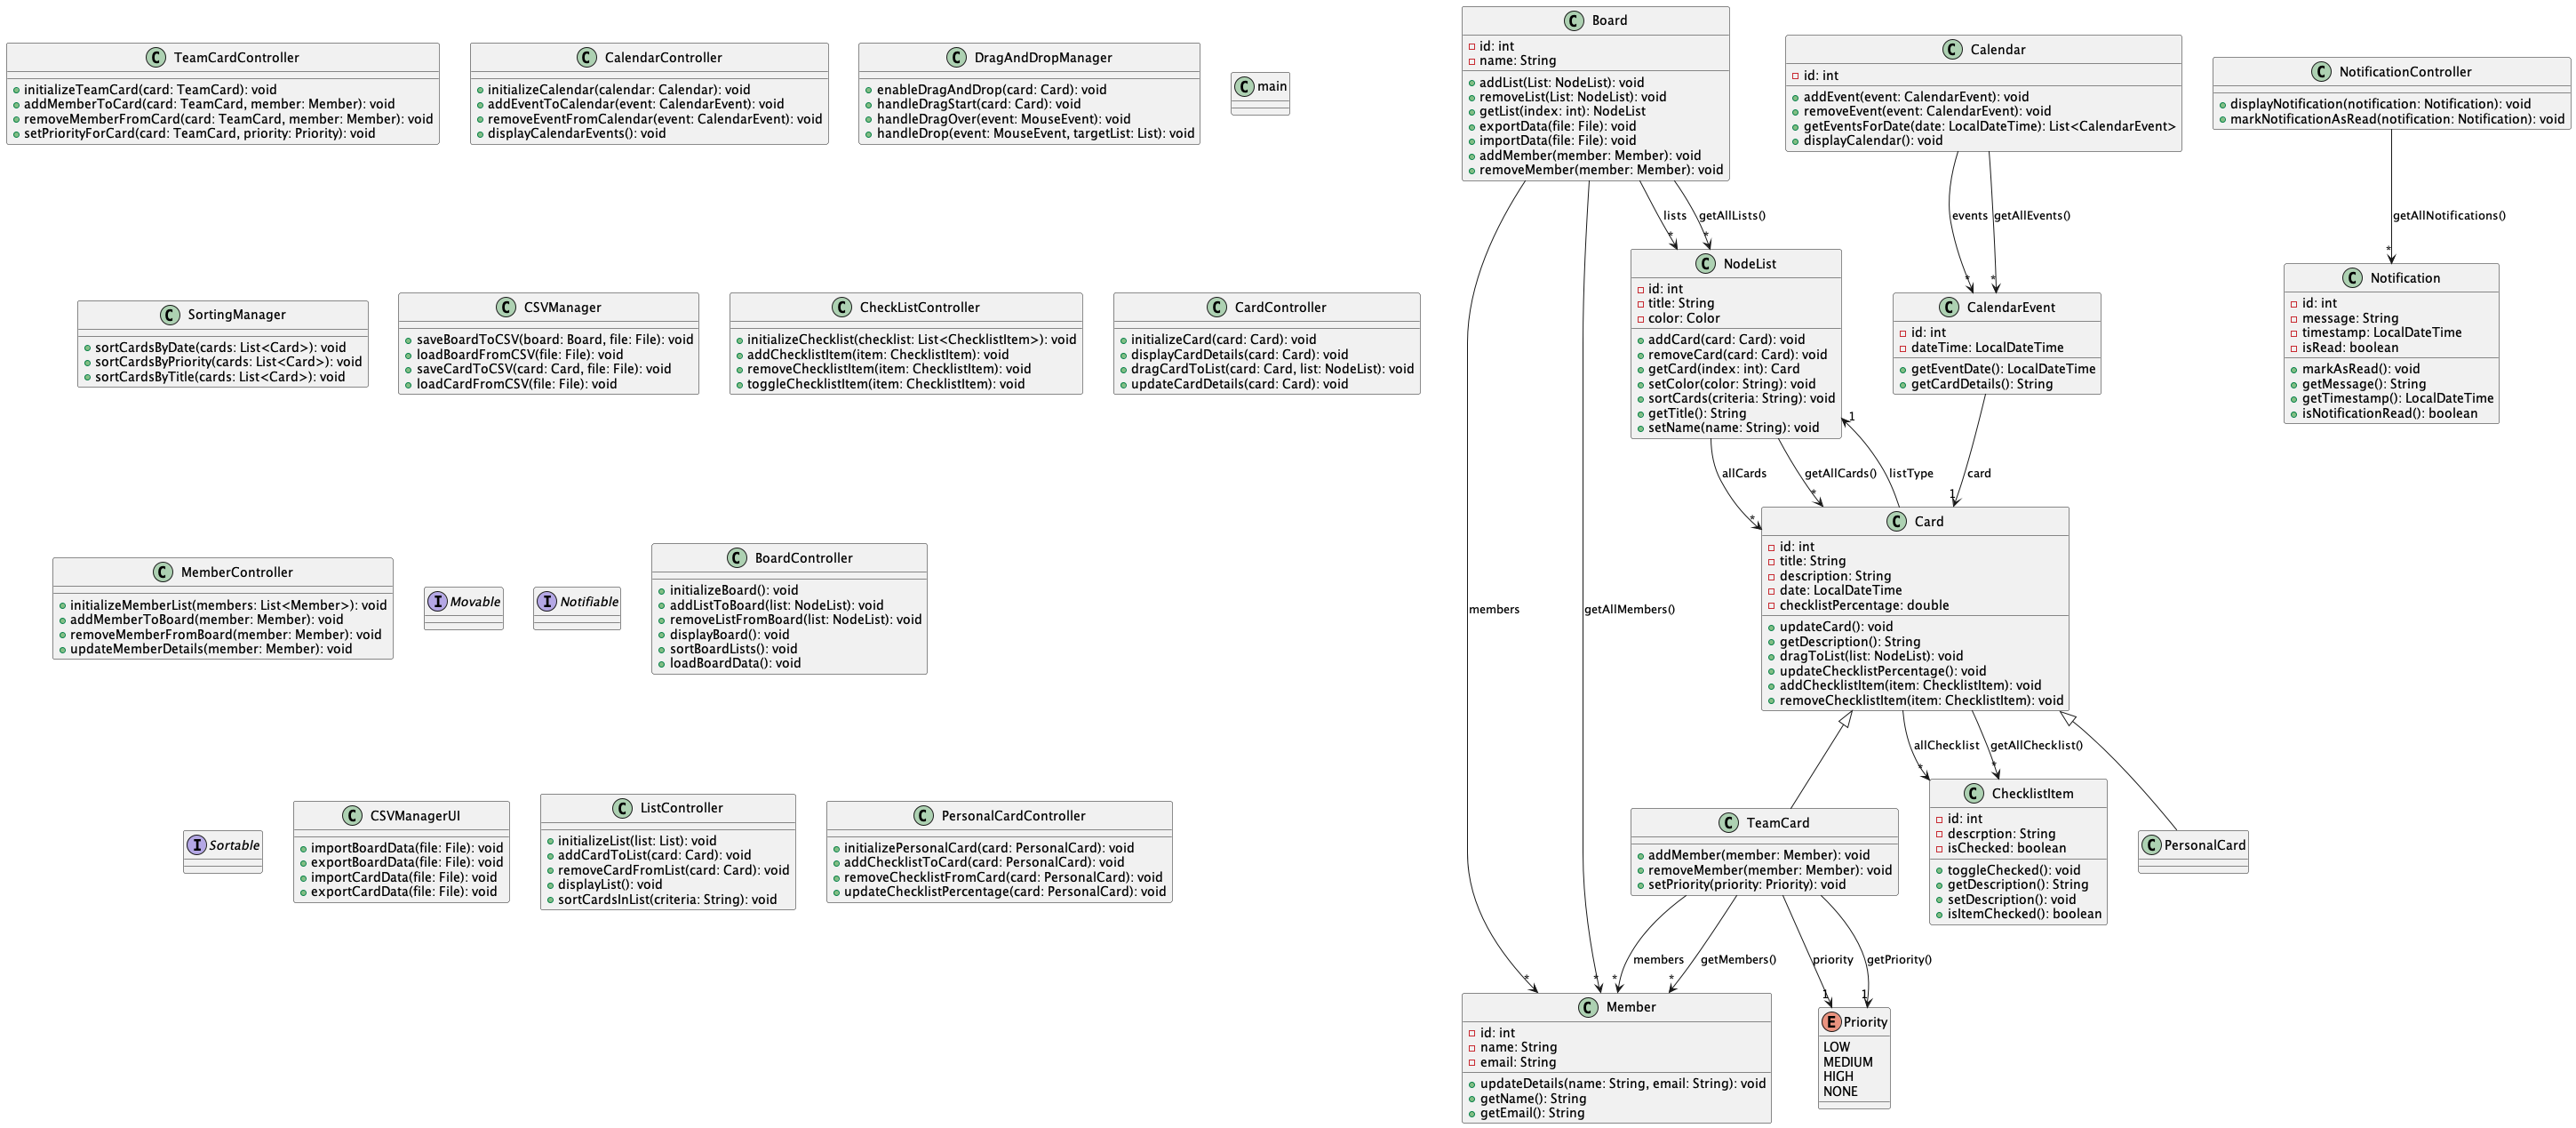 C TeamCardController
initializeTeamCard(card: TeamCard): void
addMemberToCard(card: TeamCard, member: Member): void
removeMemberFromCard(card: TeamCard, member: Member): void
setPriorityForCard(card: TeamCard, priority: Priority): void
C CalendarController
initializeCalendar(calendar: Calendar): void
addEventToCalendar(event: CalendarEvent): void
removeEventFromCalendar(event: CalendarEvent): void
displayCalendarEvents(): void
C DragAndDropManager
enableDragAndDrop(card: Card): void
handleDragStart(card: Card): void
handleDragOver(event: MouseEvent): void
handleDrop(event: MouseEvent, targetList: List): void
C main
C Board
id: int
name: String
addList(List: NodeList): void
removeList(List: NodeList): void
getList(index: int): NodeList
exportData(file: File): void
importData(file: File): void
addMember(member: Member): void
removeMember(member: Member): void
C Calendar
id: int
addEvent(event: CalendarEvent): void
removeEvent(event: CalendarEvent): void
getEventsForDate(date: LocalDateTime): List<CalendarEvent>
displayCalendar(): void
C NotificationController
displayNotification(notification: Notification): void
markNotificationAsRead(notification: Notification): void
lists
getAllLists()
events
getAllEvents()
getAllNotifications()
*
*
*
*
*
C SortingManager
sortCardsByDate(cards: List<Card>): void
sortCardsByPriority(cards: List<Card>): void
sortCardsByTitle(cards: List<Card>): void
C CSVManager
saveBoardToCSV(board: Board, file: File): void
loadBoardFromCSV(file: File): void
saveCardToCSV(card: Card, file: File): void
loadCardFromCSV(file: File): void
C CheckListController
initializeChecklist(checklist: List<ChecklistItem>): void
addChecklistItem(item: ChecklistItem): void
removeChecklistItem(item: ChecklistItem): void
toggleChecklistItem(item: ChecklistItem): void
C CardController
initializeCard(card: Card): void
displayCardDetails(card: Card): void
dragCardToList(card: Card, list: NodeList): void
updateCardDetails(card: Card): void
C NodeList
id: int
title: String
color: Color
addCard(card: Card): void
removeCard(card: Card): void
getCard(index: int): Card
setColor(color: String): void
sortCards(criteria: String): void
getTitle(): String
setName(name: String): void
C CalendarEvent
id: int
dateTime: LocalDateTime
getEventDate(): LocalDateTime
getCardDetails(): String
C Notification
id: int
message: String
timestamp: LocalDateTime
isRead: boolean
markAsRead(): void
getMessage(): String
getTimestamp(): LocalDateTime
isNotificationRead(): boolean
1
allCards
getAllCards()
listType
card
*
*
1
C MemberController
initializeMemberList(members: List<Member>): void
addMemberToBoard(member: Member): void
removeMemberFromBoard(member: Member): void
updateMemberDetails(member: Member): void
I Movable
I Notifiable
C BoardController
initializeBoard(): void
addListToBoard(list: NodeList): void
removeListFromBoard(list: NodeList): void
displayBoard(): void
sortBoardLists(): void
loadBoardData(): void
members
getAllMembers()
C Card
id: int
title: String
description: String
date: LocalDateTime
checklistPercentage: double
updateCard(): void
getDescription(): String
dragToList(list: NodeList): void
updateChecklistPercentage(): void
addChecklistItem(item: ChecklistItem): void
removeChecklistItem(item: ChecklistItem): void
allChecklist
getAllChecklist()
*
*
I Sortable
C CSVManagerUI
importBoardData(file: File): void
exportBoardData(file: File): void
importCardData(file: File): void
exportCardData(file: File): void
C ListController
initializeList(list: List): void
addCardToList(card: Card): void
removeCardFromList(card: Card): void
displayList(): void
sortCardsInList(criteria: String): void
C PersonalCardController
initializePersonalCard(card: PersonalCard): void
addChecklistToCard(card: PersonalCard): void
removeChecklistFromCard(card: PersonalCard): void
updateChecklistPercentage(card: PersonalCard): void
C TeamCard
addMember(member: Member): void
removeMember(member: Member): void
setPriority(priority: Priority): void
C ChecklistItem
id: int
descrption: String
isChecked: boolean
toggleChecked(): void
getDescription(): String
setDescription(): void
isItemChecked(): boolean
C PersonalCard
members
getMembers()
priority
getPriority()
*
*
*
*
1
1
C Member
id: int
name: String
email: String
updateDetails(name: String, email: String): void
getName(): String
getEmail(): String
E Priority
LOW
MEDIUM
HIGH
NONE